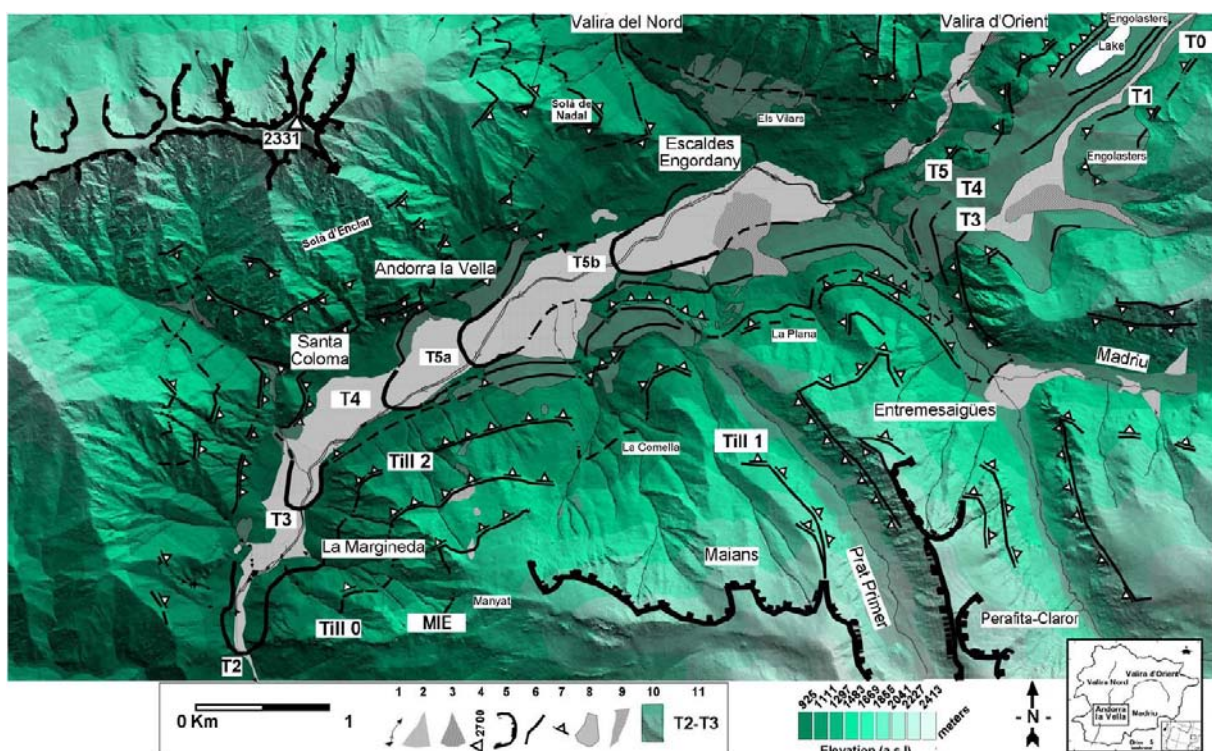 Valira del Nord
Valira d'Orient
Engolasters
Lake
T0
T1
2331
Solá de
Nadal
Els Vilars
Escaldes
Engordany
Engolasters
T5
T4
T3
Solá d'Enclar
Andorra la Vella
T5b
Santa
Coloma
T5a
La Plana
Madriu
T4
Entremesaigües
Till 2
Till 1
La Comella
T3
La Margineda
Maians
Prat Primer
Manyat
Till 0
MIE
Perafita-Claror
T2
1 2 3 4 5 6 7 8 9 10 11
0 Km 1
2700
T2-T3
925
1111
1297
1483
1669
1855
2041
2227
2413
meters
Elevation (a.s.l)
- N -
Valira Nord
Valira d'Orient
Andorra
la Vella
Madriu